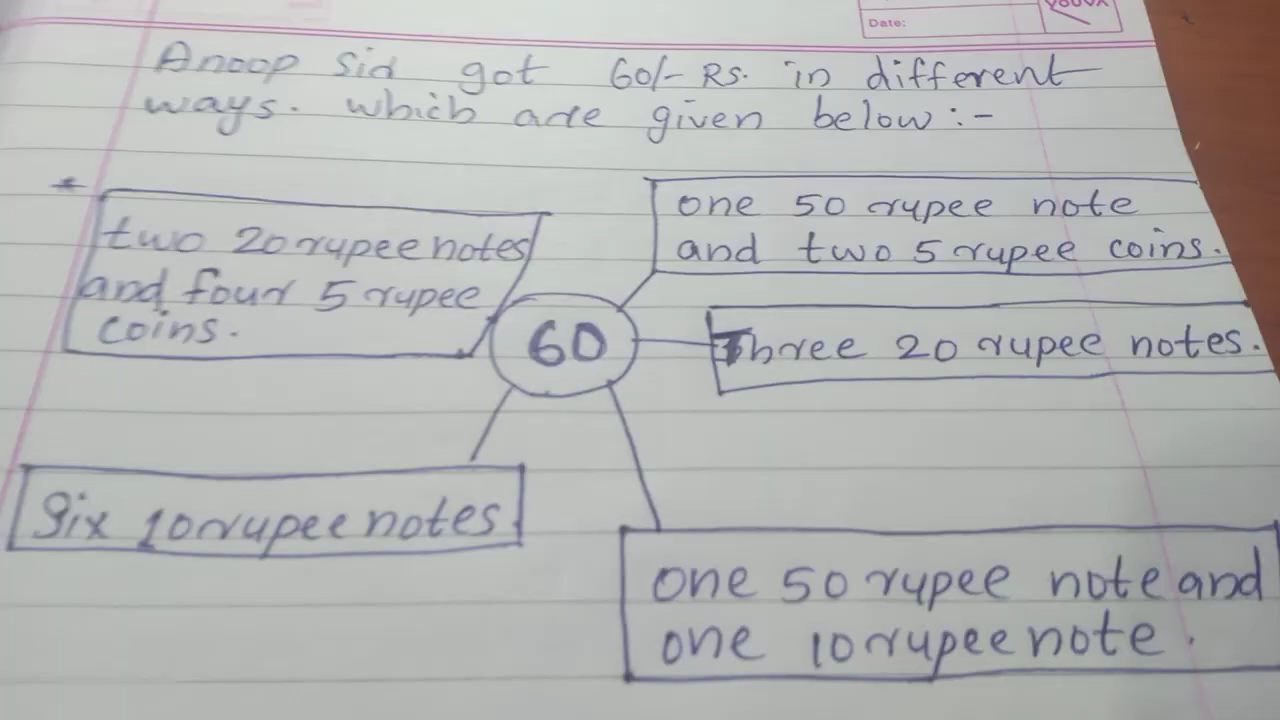 Date:
YOUVA
Anoop Sid got 60/- Rs. in different
ways. which are given below :-
two 20 rupee notes
and four 5 rupee
coins.
one 50 rupee note
and two 5 rupee coins.
60
Three 20 rupee notes.
Six 10 rupee notes
one 50 rupee note and
one 10 rupee note.